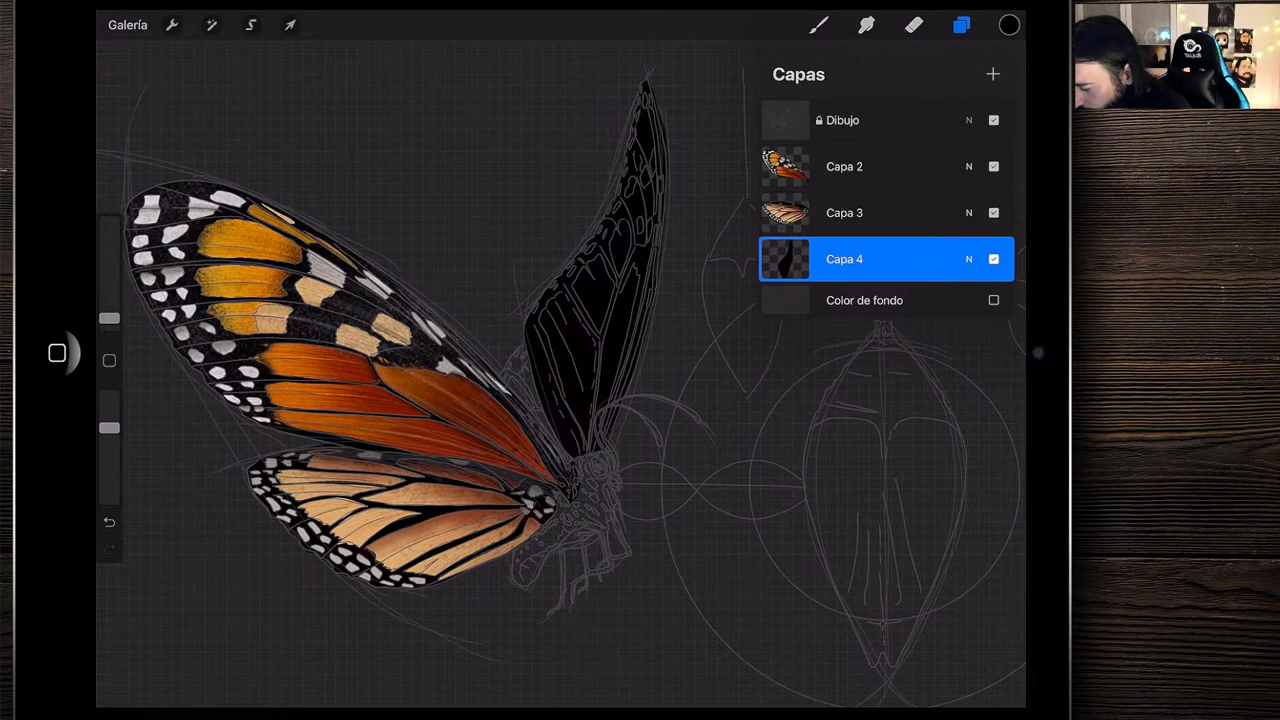 Galería
Capas
Dibujo N
Capa 2 N
Capa 3 N
Capa 4 N
Color de fondo